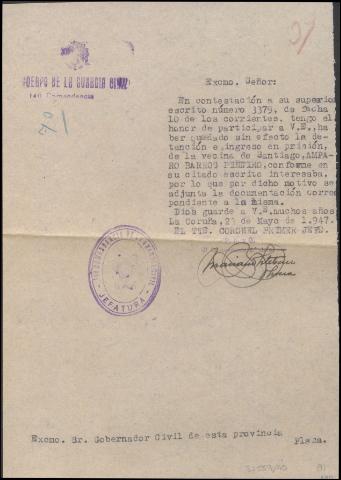 CUERPO DE LA GUARDIA CIVIL
140 Comandancia
Excmo. Señor:
En contestación a su superior
escrito número 3379, de fecha
10 de los corrientes, tengo el
honor de participar a V.E., ha
ber quedado sin efecto la de-
tención e ingreso en prisión,
de la vecina de Santiago, AMPA-
RO BARROS conforme en
su citado escrito interesaba,
por lo que por dicho motivo se
adjunta la documentación corres
pondiente a la misma.
Dios guarde a V.E. muchos años
La Coruña, 27 de Mayo de 1.947.
EL TTE. CORONEL PRIMER JEFE.
JEFATURA
Excmo. Sr. Gobernador Civil de esta provincia
Plaza.